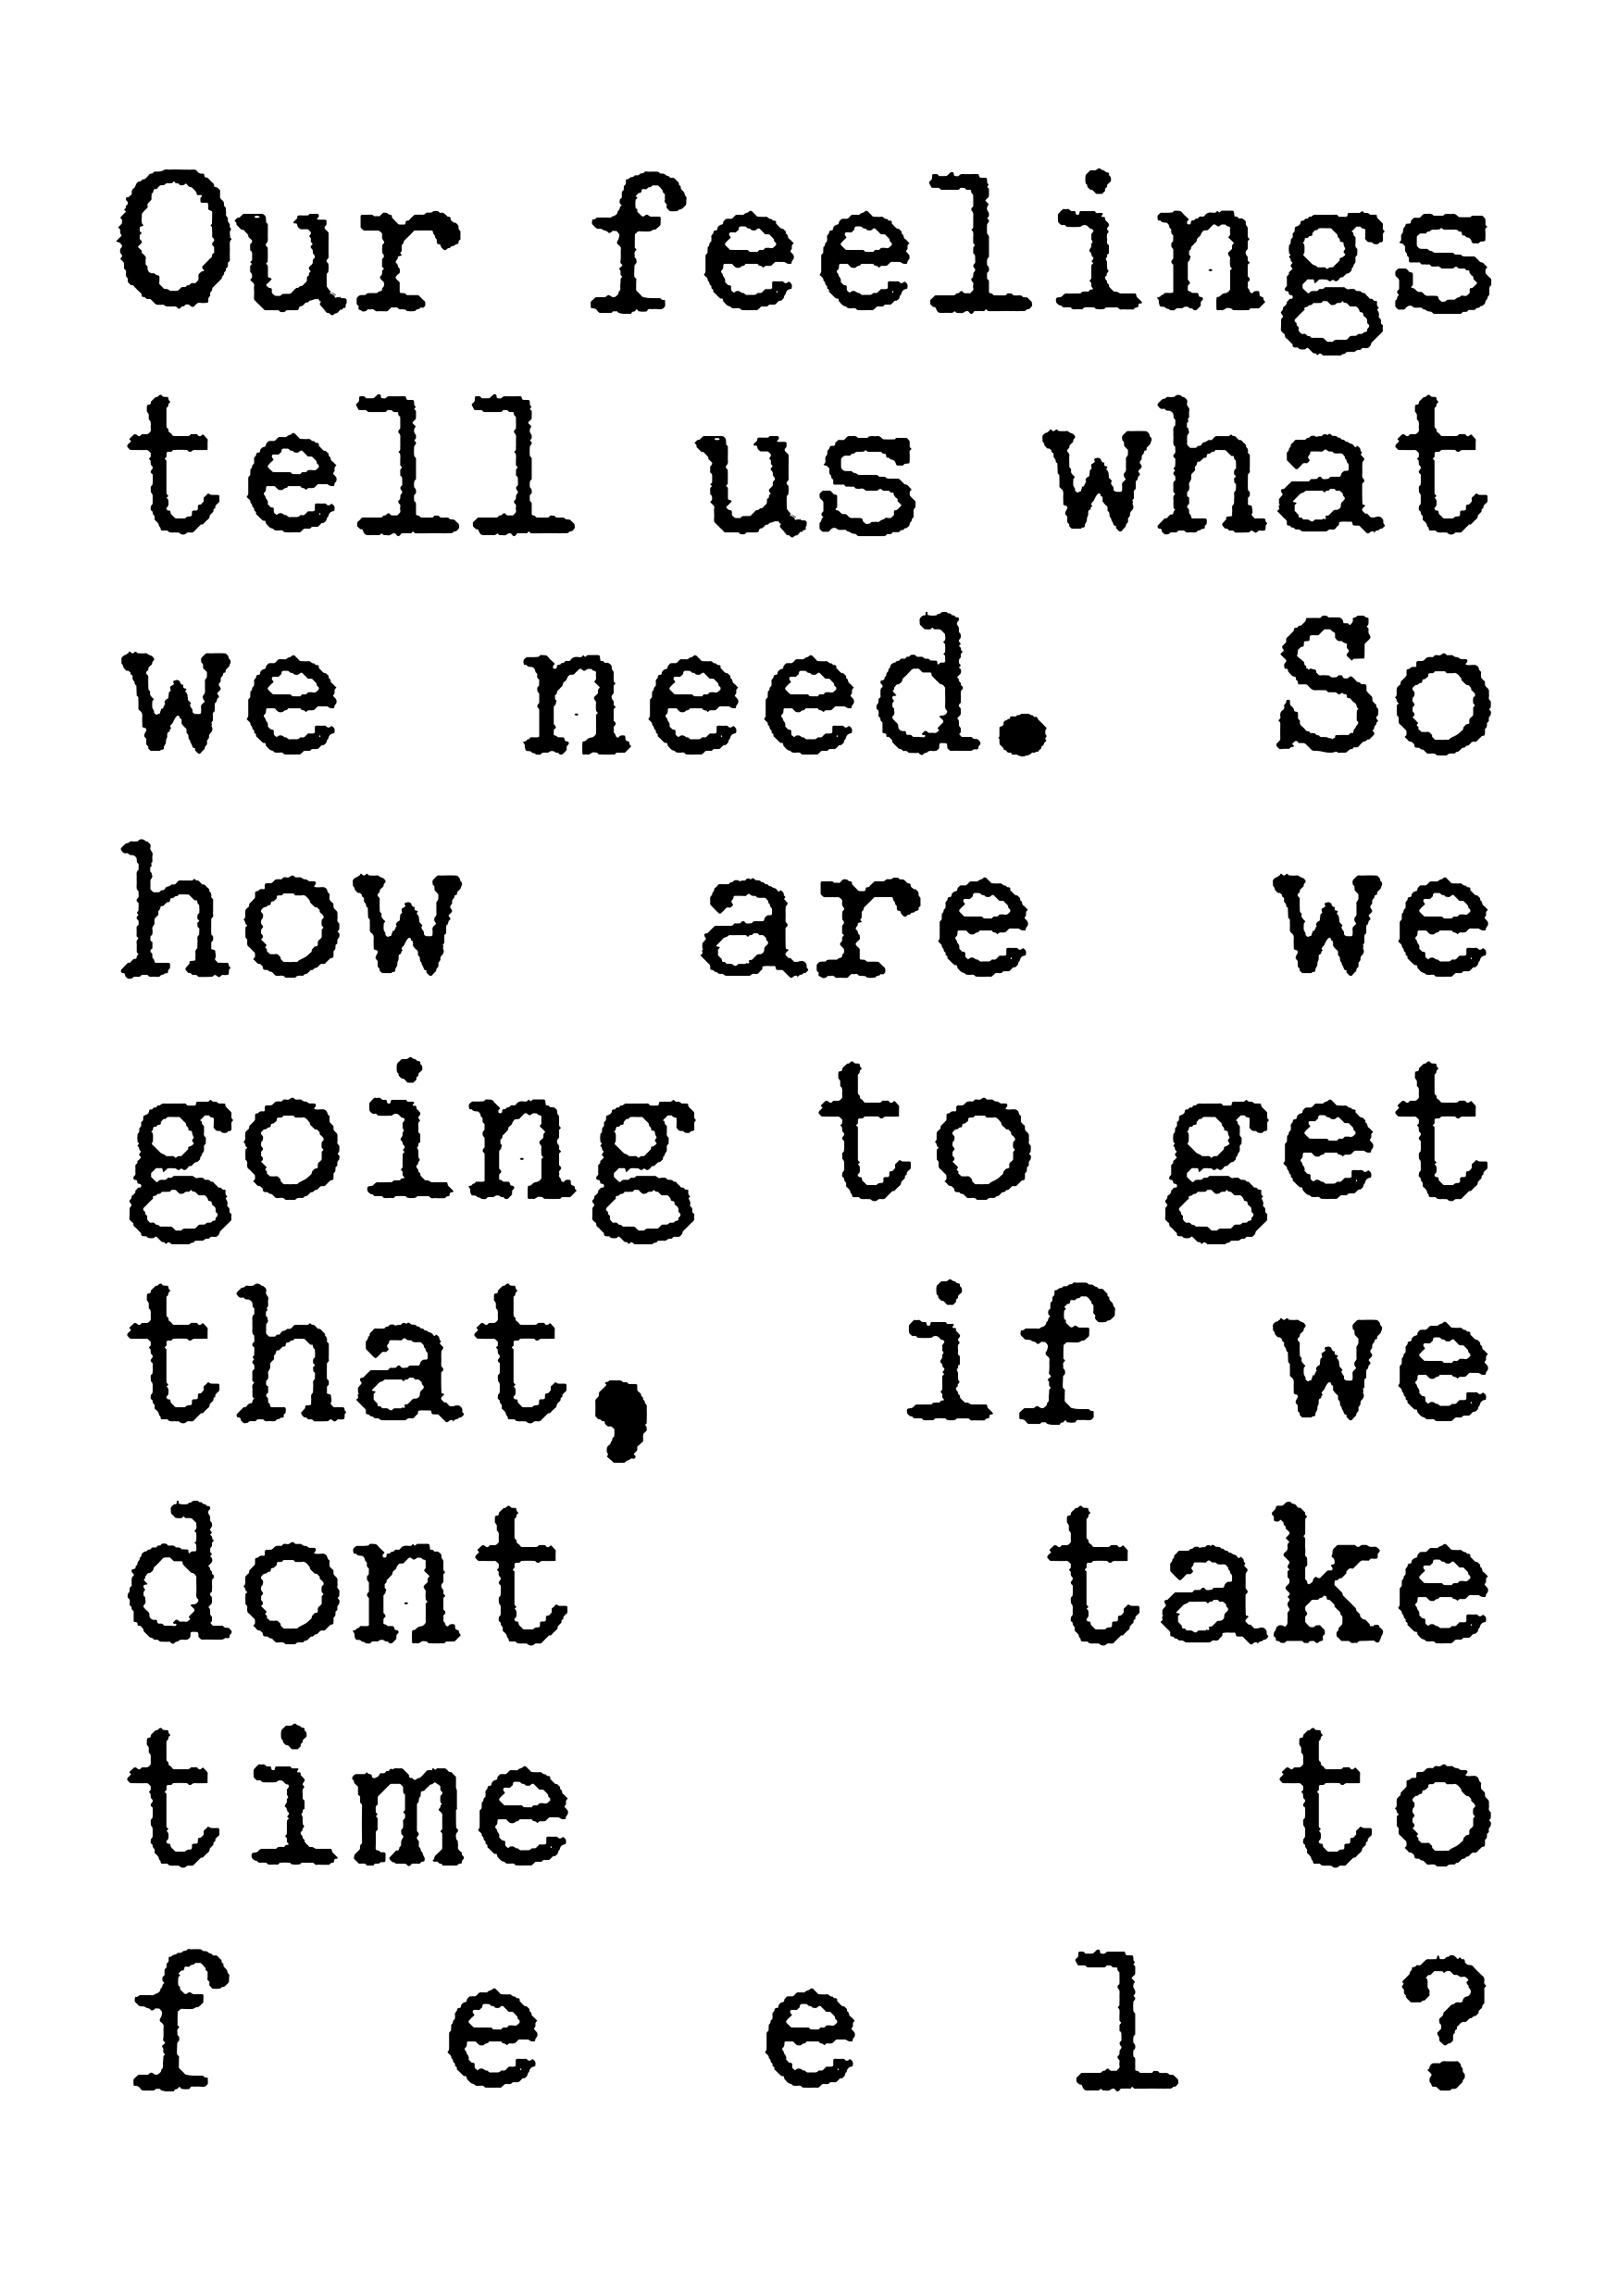 Our feelings
tell us what
we need. So
how are we
going to get
that, if we
dont take
time to
f e e l ?